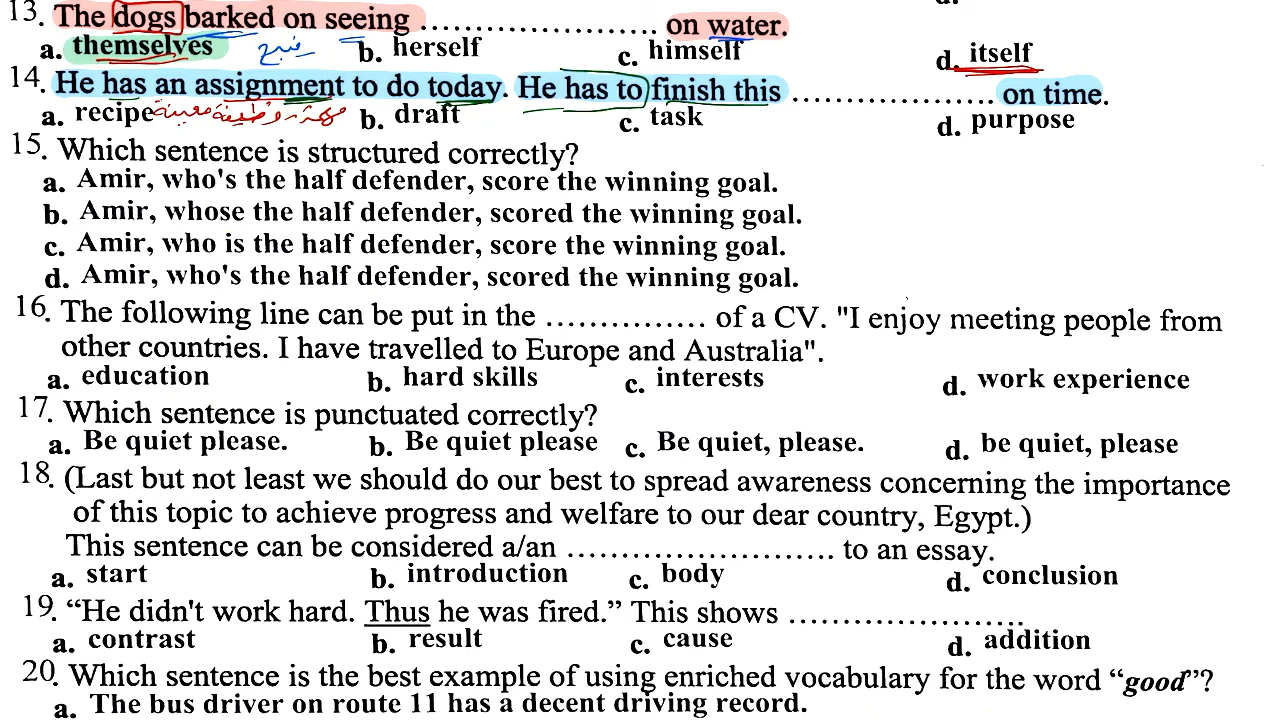 13. The dogs barked on seeing ........................ on water.
a. themselves ينبح b. herself c. himself d. itself
14. He has an assignment to do today. He has to finish this .................... on time.
a. recipe b. draft c. task d. purpose
15. Which sentence is structured correctly?
a. Amir, who's the half defender, score the winning goal.
b. Amir, whose the half defender, scored the winning goal.
c. Amir, who is the half defender, score the winning goal.
d. Amir, who's the half defender, scored the winning goal.
16. The following line can be put in the ............... of a CV. "I enjoy meeting people from
other countries. I have travelled to Europe and Australia".
a. education b. hard skills c. interests d. work experience
17. Which sentence is punctuated correctly?
a. Be quiet please. b. Be quiet please c. Be quiet, please. d. be quiet, please
18. (Last but not least we should do our best to spread awareness concerning the importance
of this topic to achieve progress and welfare to our dear country, Egypt.)
This sentence can be considered a/an ......................... to an essay.
a. start b. introduction c. body d. conclusion
19. “He didn't work hard. Thus he was fired.” This shows ......................
a. contrast b. result c. cause d. addition
20. Which sentence is the best example of using enriched vocabulary for the word “good”?
a. The bus driver on route 11 has a decent driving record.